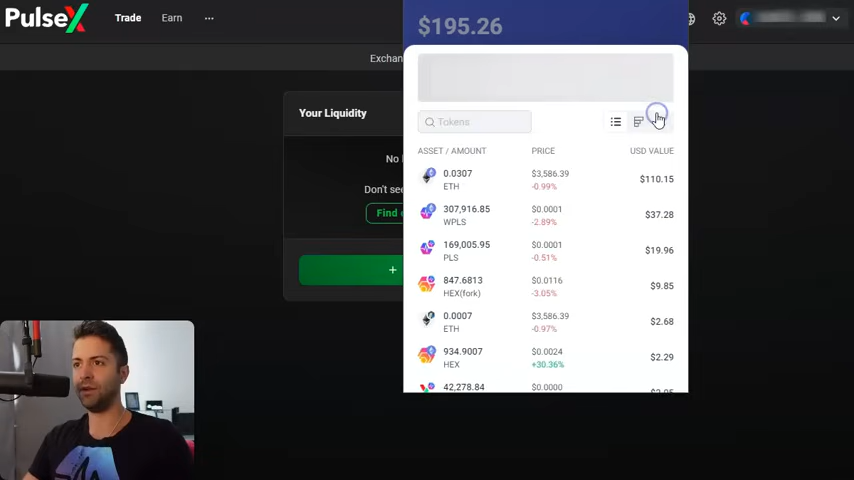 PulseX
Trade
Earn
...
$195.26
Exchan
Your Liquidity
No l
Don't see
Find
+
Tokens
ASSET / AMOUNT
PRICE
USD VALUE
0.0307
ETH
$3,586.39
-0.99%
$110.15
307,916.85
WPLS
$0.0001
-2.89%
$37.28
169,005.95
PLS
$0.0001
-0.51%
$19.96
847.6813
HEX(fork)
$0.0116
-3.05%
$9.85
0.0007
ETH
$3,586.39
-0.97%
$2.68
934.9007
HEX
$0.0024
+30.36%
$2.29
42,278.84
$0.0000